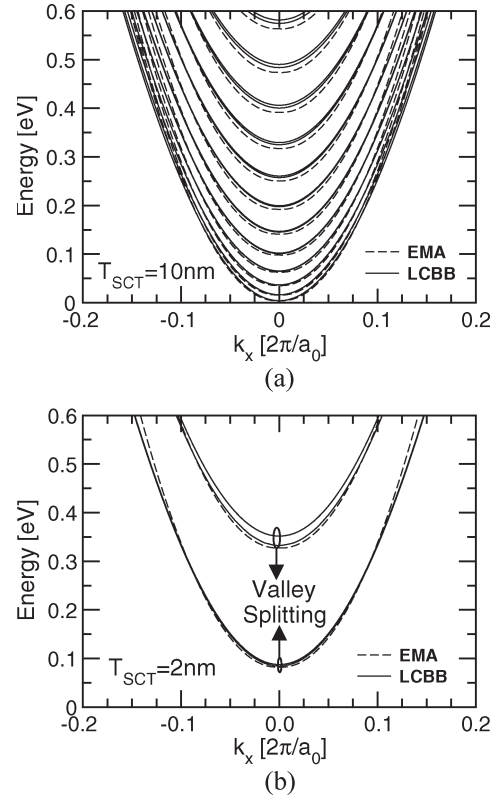 0.6
0.5
0.4
0.3
0.2
0.1
0
Energy [eV]
T_SCT=10nm
EMA
LCBB
-0.2 -0.1 0.0 0.1 0.2
k_x [2π/a_0]
(a)
0.6
0.5
0.4
0.3
0.2
0.1
0
Energy [eV]
Valley
Splitting
T_SCT=2nm
EMA
LCBB
-0.2 -0.1 0.0 0.1 0.2
k_x [2π/a_0]
(b)